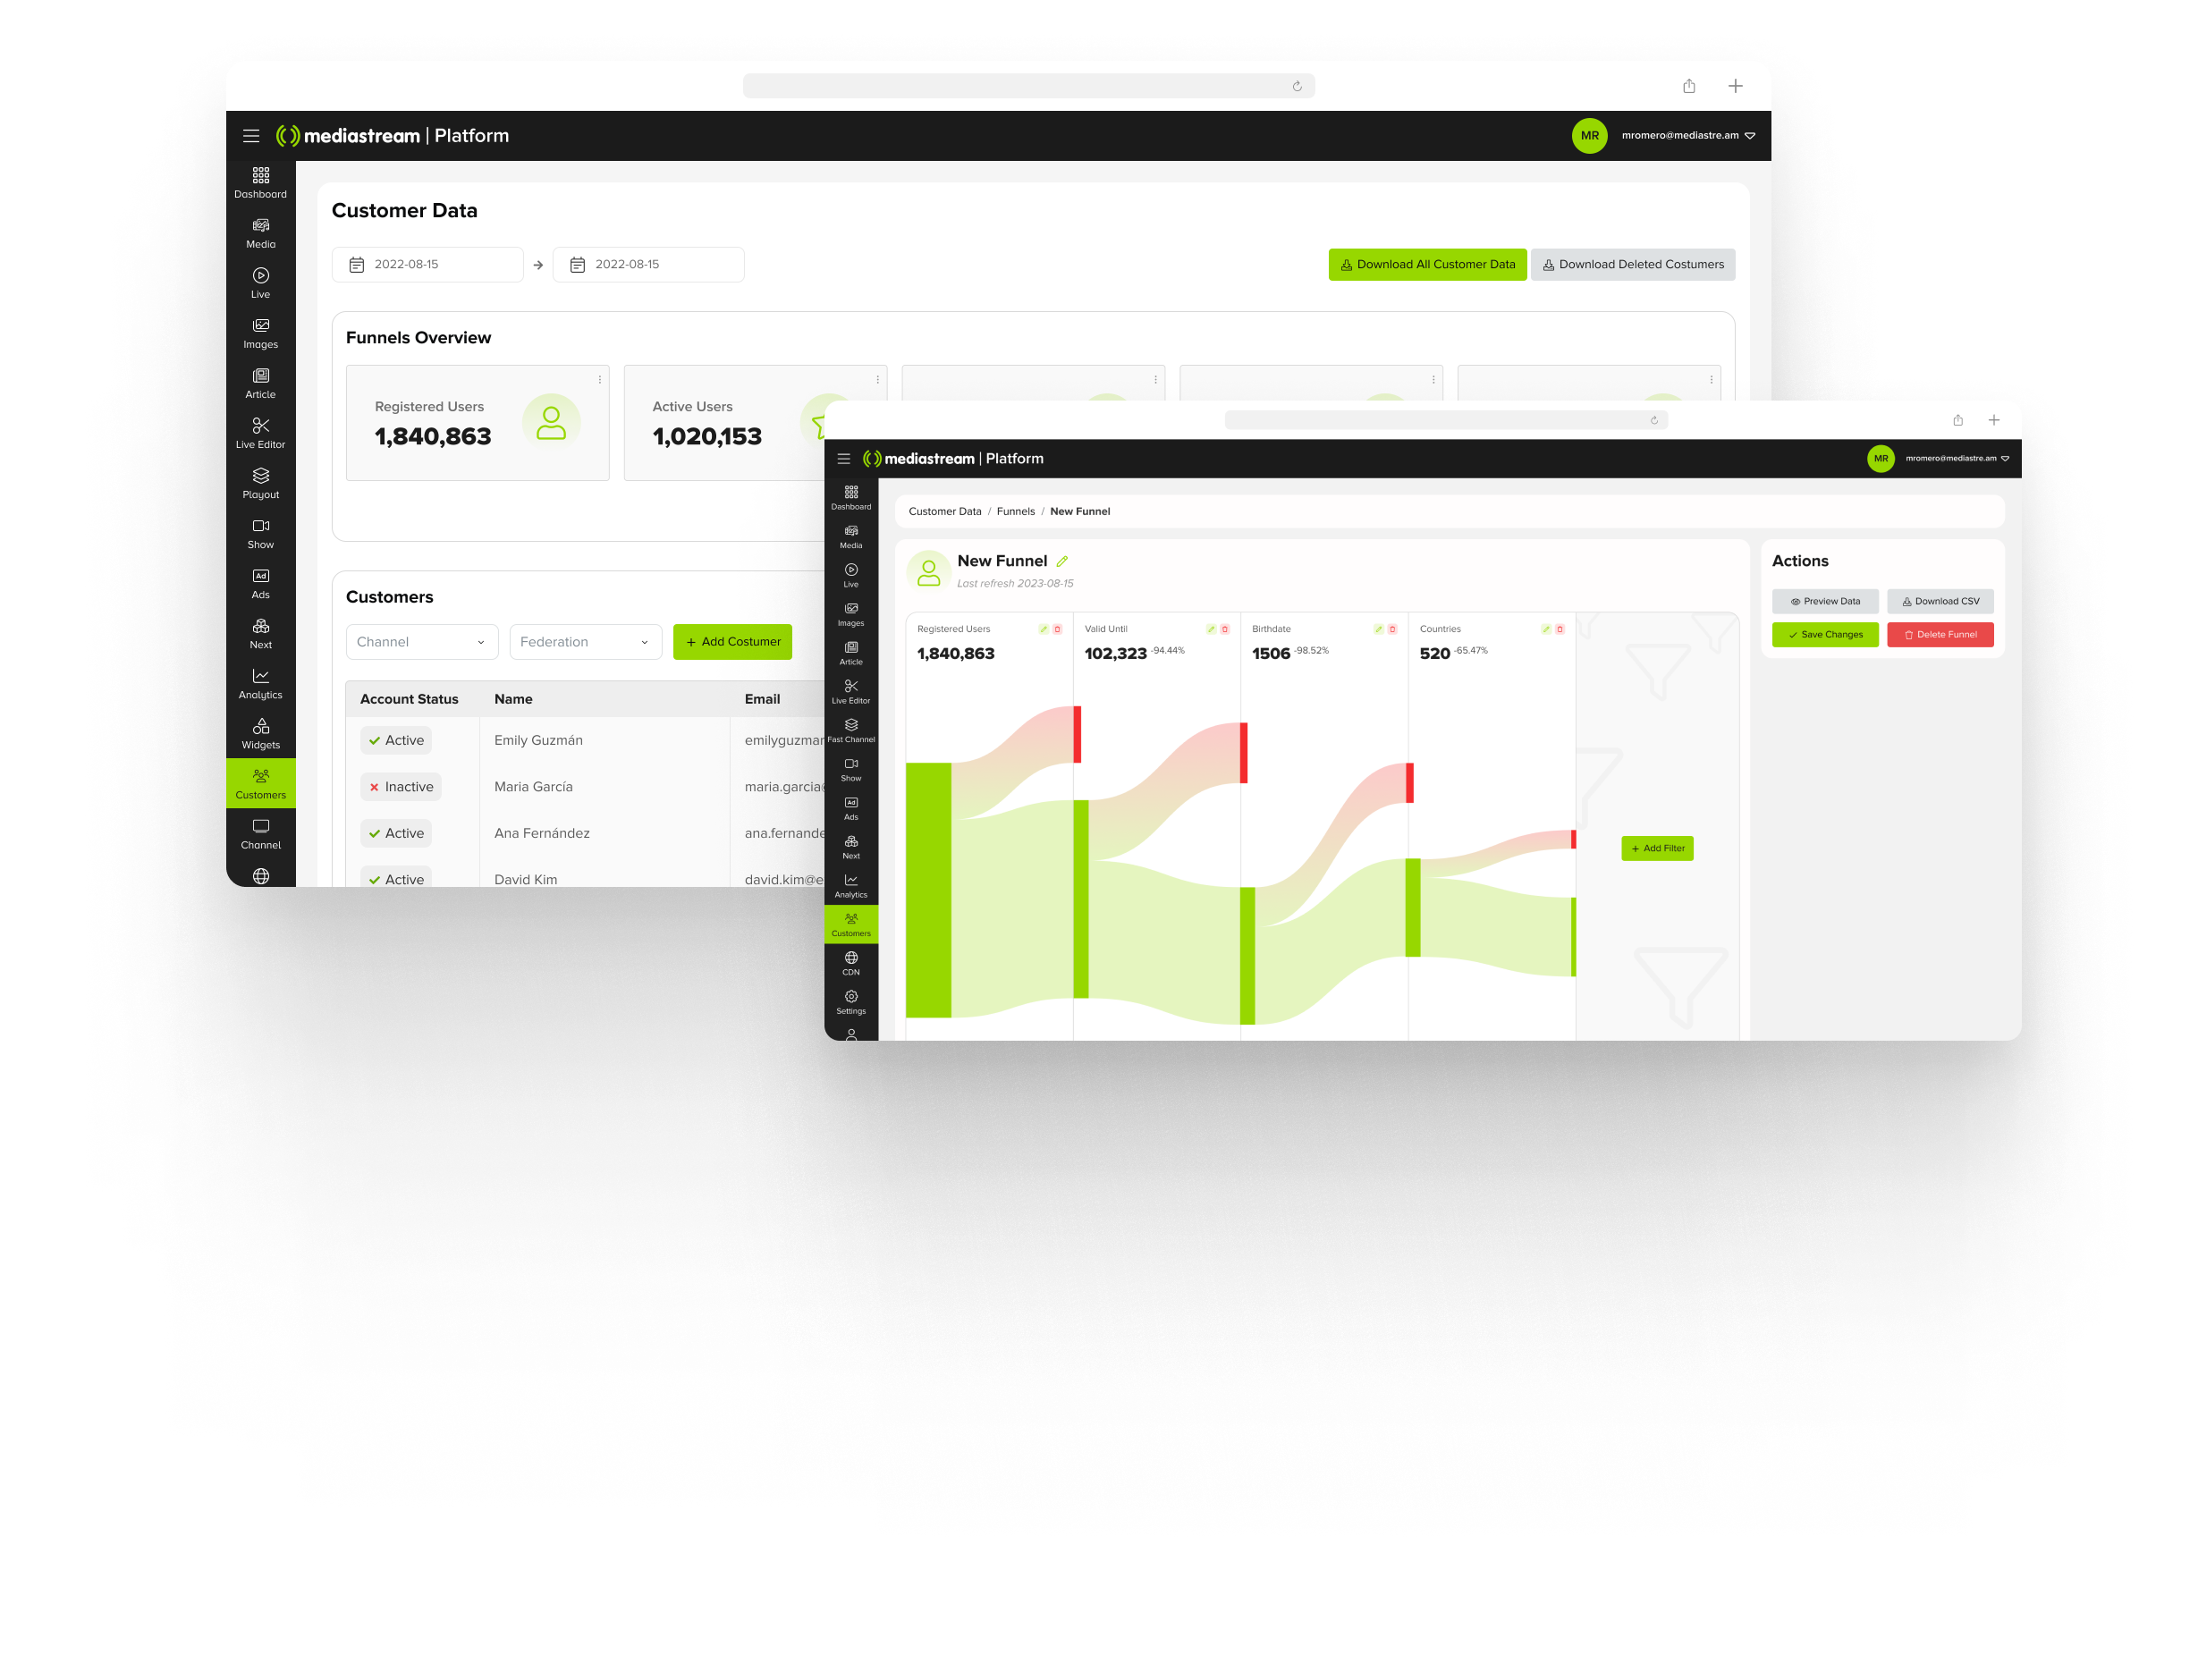 mediastream | Platform
MR
mromero@mediastre.am
Dashboard
Media
Live
Images
Article
Live Editor
Playout
Show
Ad
Ads
Next
Analytics
Widgets
Customers
Channel
Customer Data
2022-08-15
2022-08-15
Download All Customer Data
Download Deleted Costumers
Funnels Overview
Registered Users
1,840,863
Active Users
1,020,153
Customers
Channel
Federation
+ Add Costumer
Account Status
Name
Email
Active
Emily Guzmán
emilyguzmar
Inactive
Maria García
maria.garcia
Active
Ana Fernández
ana.fernande
Active
David Kim
david.kim@e
mediastream | Platform
MR
mromero@mediastre.am
Dashboard
Media
Live
Images
Article
Live Editor
Fast Channel
Show
Ad
Ads
Next
Analytics
Customers
CDN
Settings
Customer Data / Funnels / New Funnel
New Funnel
Last refresh 2023-08-15
Registered Users
1,840,863
Valid Until
102,323 -94.44%
Birthdate
1506 -98.52%
Countries
520 -65.47%
+ Add Filter
Actions
Preview Data
Download CSV
Save Changes
Delete Funnel